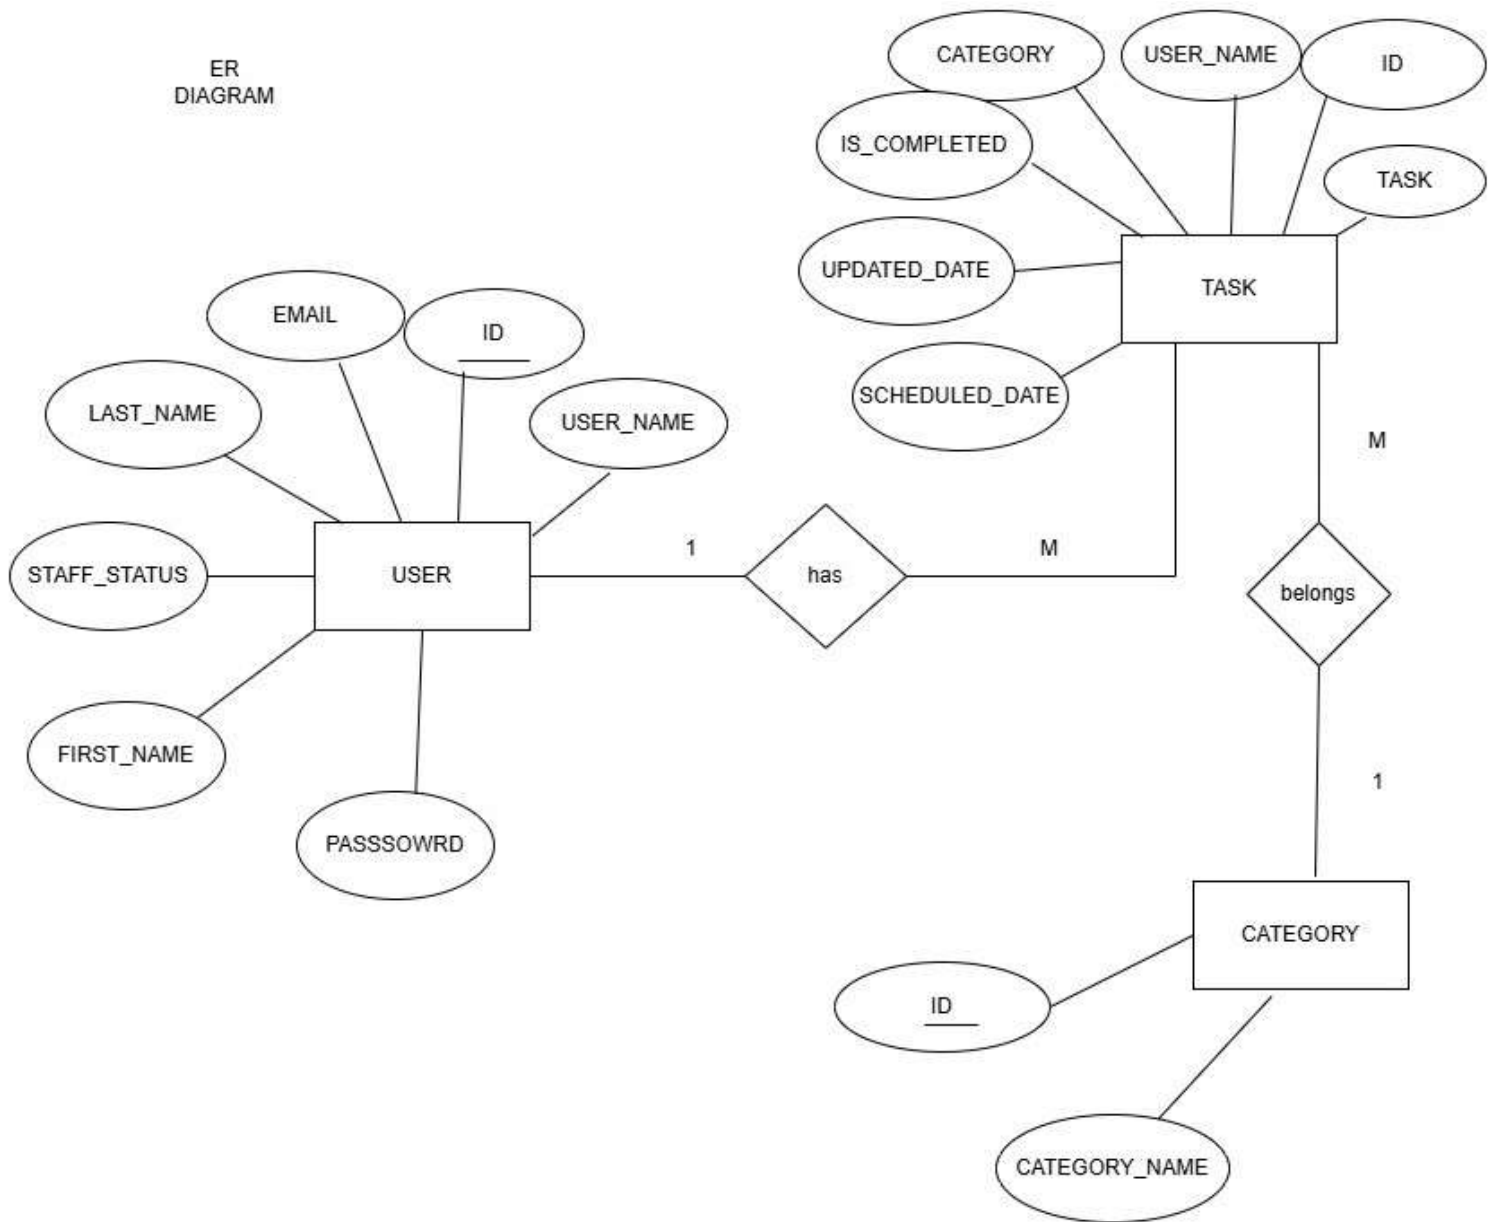 ER
DIAGRAM
CATEGORY
USER_NAME
ID
IS_COMPLETED
TASK
UPDATED_DATE
TASK
SCHEDULED_DATE
EMAIL
ID
LAST_NAME
USER_NAME
M
STAFF_STATUS
USER
1
has
M
belongs
FIRST_NAME
1
PASSSOWRD
CATEGORY
ID
CATEGORY_NAME